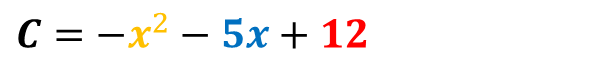 C = −x² − 5x + 12